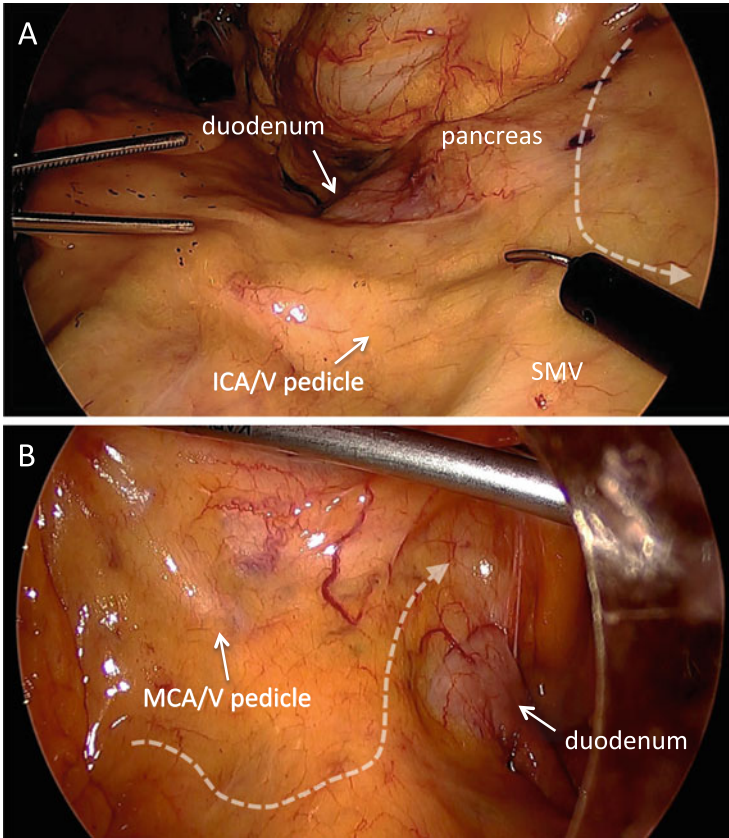 A
duodenum
pancreas
ICA/V pedicle
SMV
B
MCA/V pedicle
duodenum